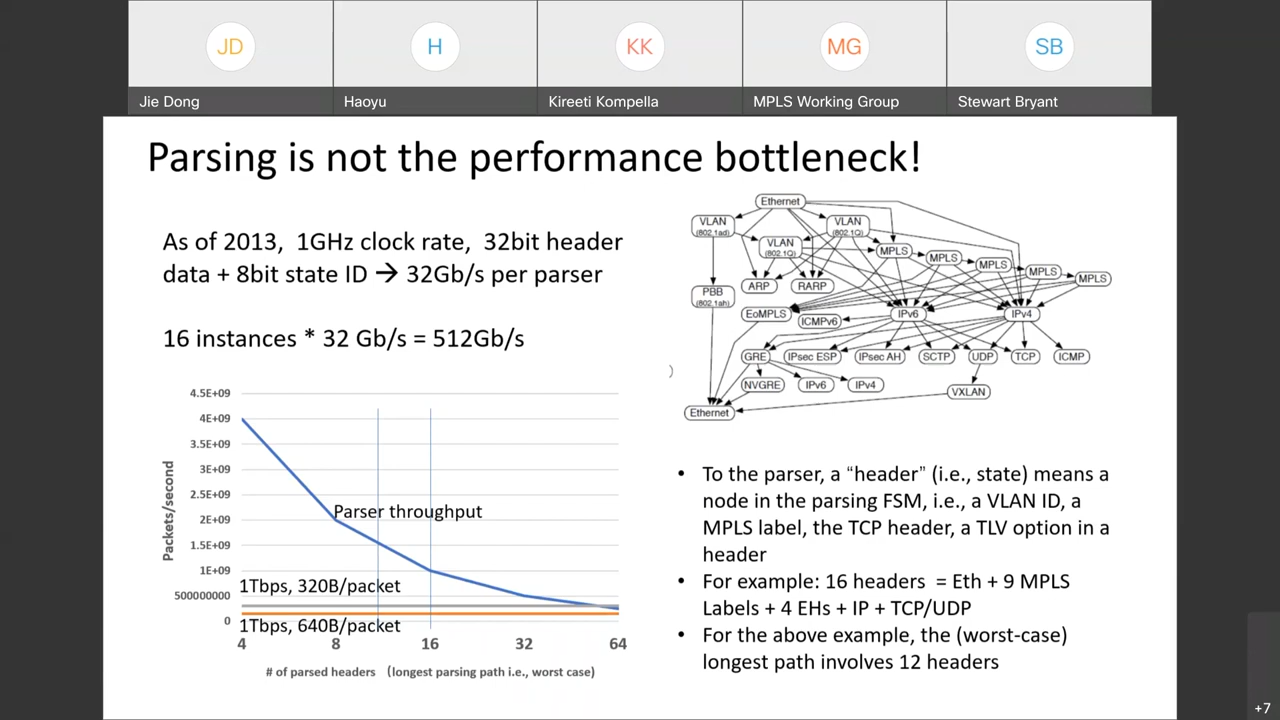 JD
H
KK
MG
SB
Jie Dong
Haoyu
Kireeti Kompella
MPLS Working Group
Stewart Bryant
Parsing is not the performance bottleneck!
As of 2013, 1GHz clock rate, 32bit header
data + 8bit state ID → 32Gb/s per parser
16 instances * 32 Gb/s = 512Gb/s
4.5E+09
4E+09
3.5E+09
3E+09
2.5E+09
2E+09
1.5E+09
1E+09
500000000
0
Packets/second
Parser throughput
1Tbps, 320B/packet
1Tbps, 640B/packet
4 8 16 32 64
# of parsed headers (longest parsing path i.e., worst case)
Ethernet
VLAN
(802.1ad)
VLAN
(802.1Q)
VLAN
(802.1Q)
MPLS
MPLS
MPLS
MPLS
MPLS
PBB
(802.1ah)
ARP
RARP
EoMPLS
ICMPv6
IPv6
IPv4
GRE
IPsec ESP
IPsec AH
SCTP
UDP
TCP
ICMP
NVGRE
IPv6
IPv4
VXLAN
Ethernet
)
• To the parser, a “header” (i.e., state) means a
node in the parsing FSM, i.e., a VLAN ID, a
MPLS label, the TCP header, a TLV option in a
header
• For example: 16 headers = Eth + 9 MPLS
Labels + 4 EHs + IP + TCP/UDP
• For the above example, the (worst-case)
longest path involves 12 headers
+7